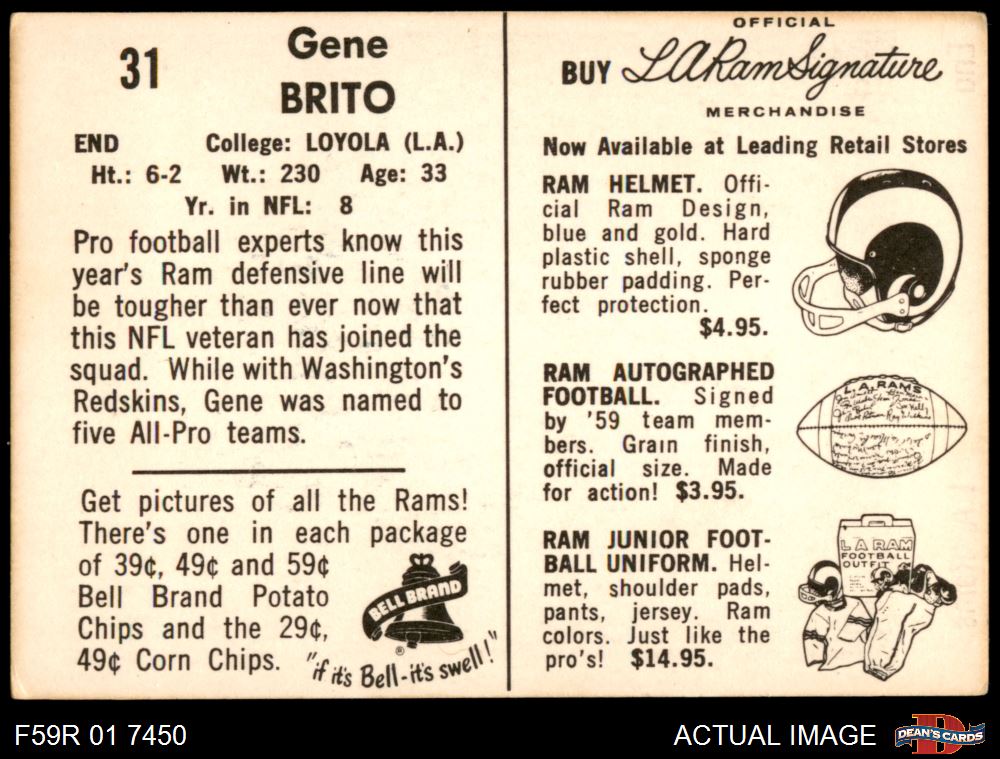 31
Gene
BRITO
END College: LOYOLA (L.A.)
Ht.: 6-2 Wt.: 230 Age: 33
Yr. in NFL: 8
Pro football experts know this
year's Ram defensive line will
be tougher than ever now that
this NFL veteran has joined the
squad. While with Washington's
Redskins, Gene was named to
five All-Pro teams.
Get pictures of all the Rams!
There's one in each package
of 39¢, 49¢ and 59¢
Bell Brand Potato
Chips and the 29¢,
49¢ Corn Chips.
BELL BRAND
®
"if it's Bell-it's swell!"
OFFICIAL
BUY LARam Signature
MERCHANDISE
Now Available at Leading Retail Stores
RAM HELMET. Offi-
cial Ram Design,
blue and gold. Hard
plastic shell, sponge
rubber padding. Per-
fect protection.
$4.95.
RAM AUTOGRAPHED
FOOTBALL. Signed
by '59 team mem-
bers. Grain finish,
official size. Made
for action! $3.95.
L.A. RAMS
RAM JUNIOR FOOT-
BALL UNIFORM. Hel-
met, shoulder pads,
pants, jersey. Ram
colors. Just like the
pro's! $14.95.
L A RAM
FOOTBALL
OUTFIT
F59R 01 7450
ACTUAL IMAGE
D
DEAN'S CARDS